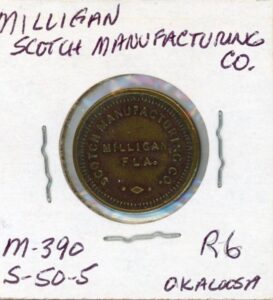 MILLIGAN
SCOTCH MANUFACTURING
CO.
SCOTCH MANUFACTURING CO.
MILLIGAN
FLA.
M-390
R6
S-50-5
OKALOOSA